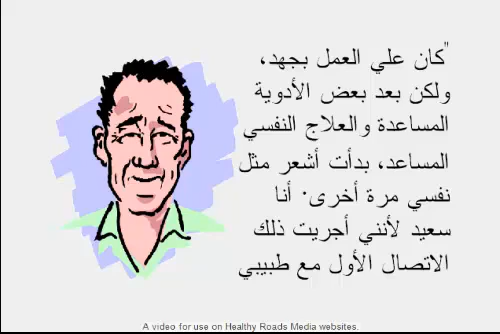 "كان علي العمل بجهد،
ولكن بعد بعض الأدوية
المساعدة والعلاج النفسي
المساعد، بدأت أشعر مثل
نفسي مرة أخرى. أنا
سعيد لأنني أجريت ذلك
الاتصال الأول مع طبيبي
A video for use on Healthy Roads Media websites.